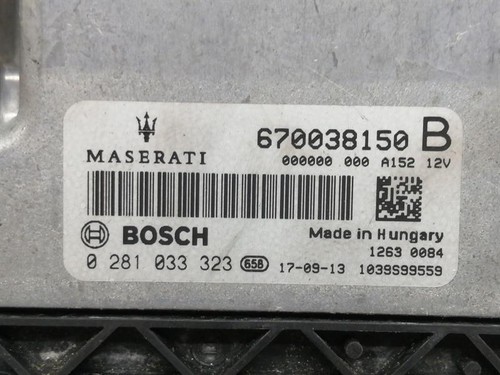 MASERATI
670038150 B
000000 000 A152 12V
BOSCH
Made in Hungary
1263 0084
0 281 033 323 658 17-09-13 1039S99559